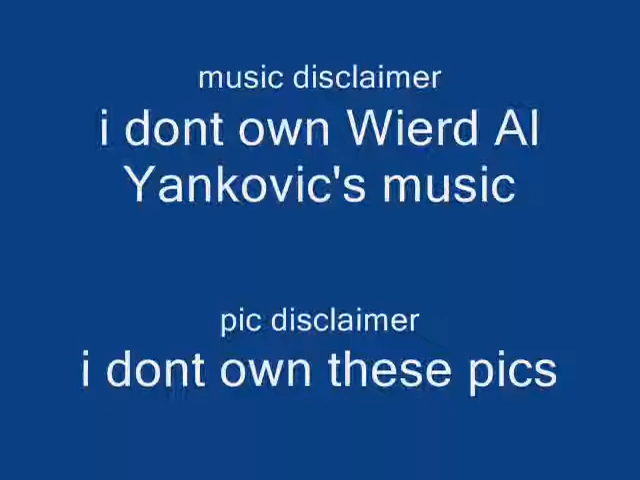 music disclaimer
i dont own Wierd Al
Yankovic's music
pic disclaimer
i dont own these pics